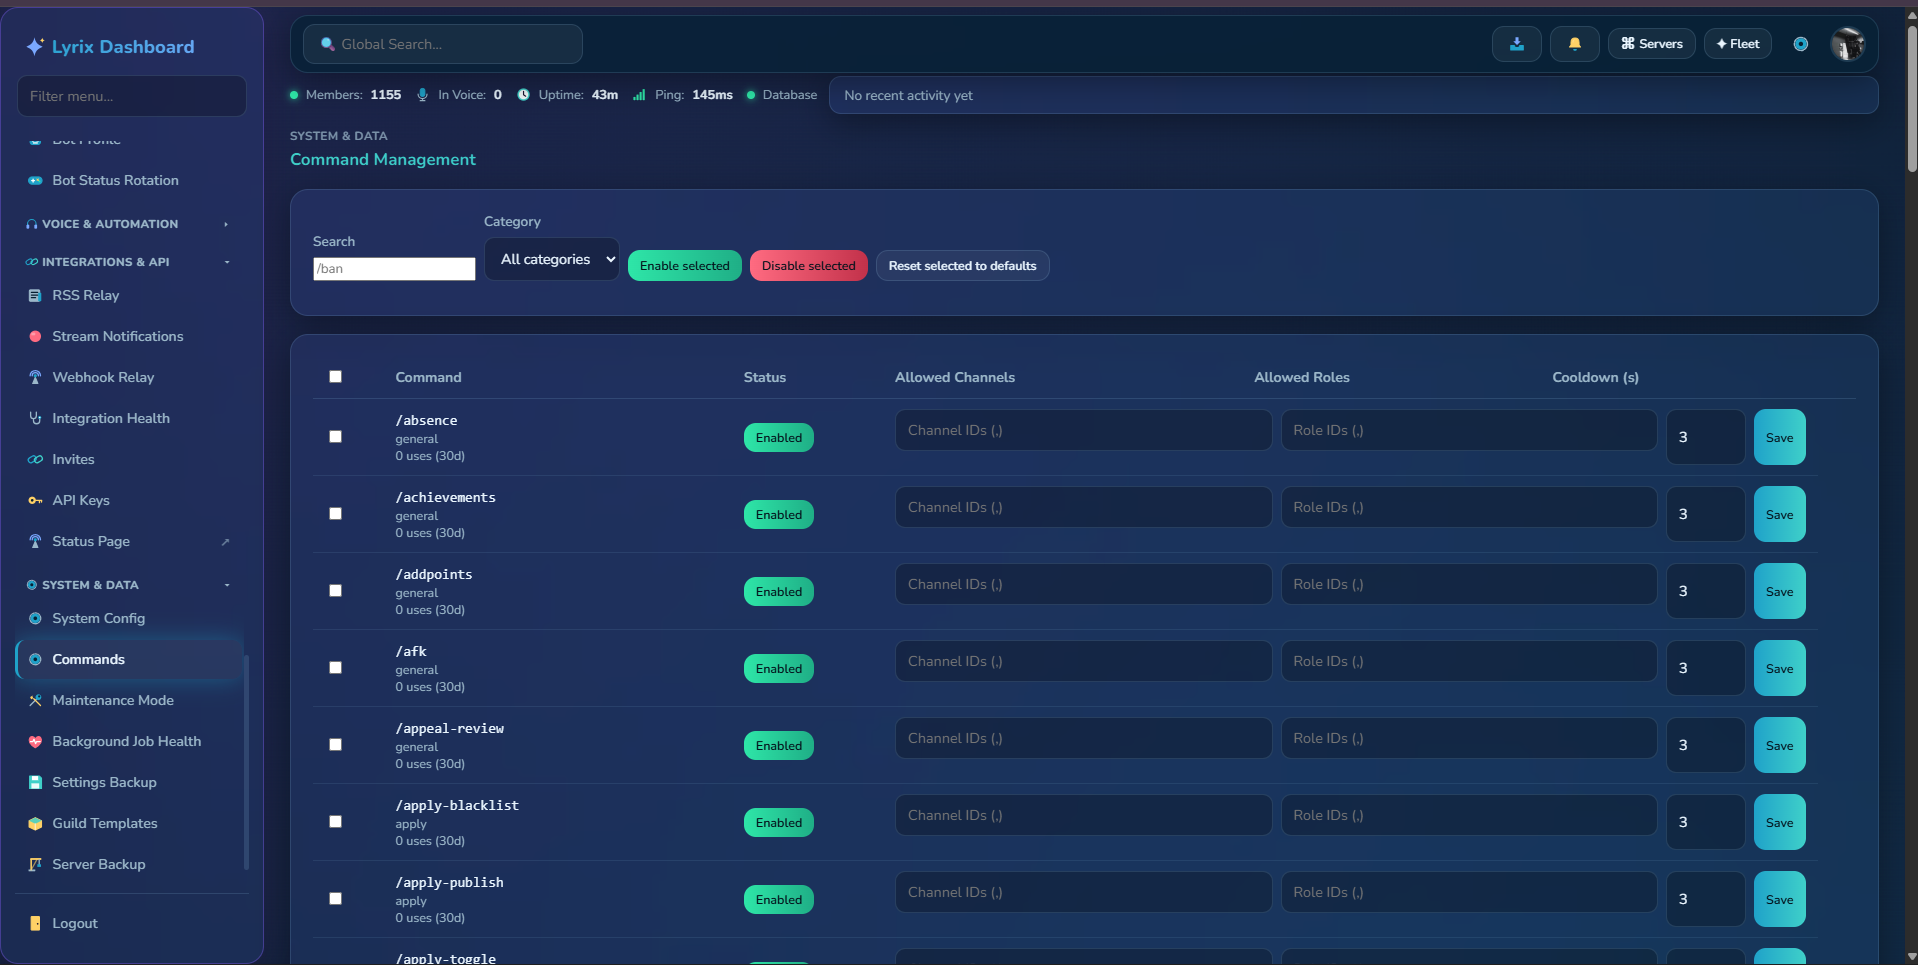 Lyrix Dashboard
Filter menu...
Bot Profile
Bot Status Rotation
VOICE & AUTOMATION
INTEGRATIONS & API
RSS Relay
Stream Notifications
Webhook Relay
Integration Health
Invites
API Keys
Status Page
SYSTEM & DATA
System Config
Commands
Maintenance Mode
Background Job Health
Settings Backup
Guild Templates
Server Backup
Logout
Global Search...
⌘ Servers
✦ Fleet
Members: 1155 In Voice: 0 Uptime: 43m Ping: 145ms Database
No recent activity yet
SYSTEM & DATA
Command Management
Search
/ban
Category
All categories
Enable selected
Disable selected
Reset selected to defaults
Command Status Allowed Channels Allowed Roles Cooldown (s)
/absence
general
0 uses (30d)
Enabled Channel IDs (,) Role IDs (,) 3 Save
/achievements
general
0 uses (30d)
Enabled Channel IDs (,) Role IDs (,) 3 Save
/addpoints
general
0 uses (30d)
Enabled Channel IDs (,) Role IDs (,) 3 Save
/afk
general
0 uses (30d)
Enabled Channel IDs (,) Role IDs (,) 3 Save
/appeal-review
general
0 uses (30d)
Enabled Channel IDs (,) Role IDs (,) 3 Save
/apply-blacklist
apply
0 uses (30d)
Enabled Channel IDs (,) Role IDs (,) 3 Save
/apply-publish
apply
0 uses (30d)
Enabled Channel IDs (,) Role IDs (,) 3 Save
/apply-toggle